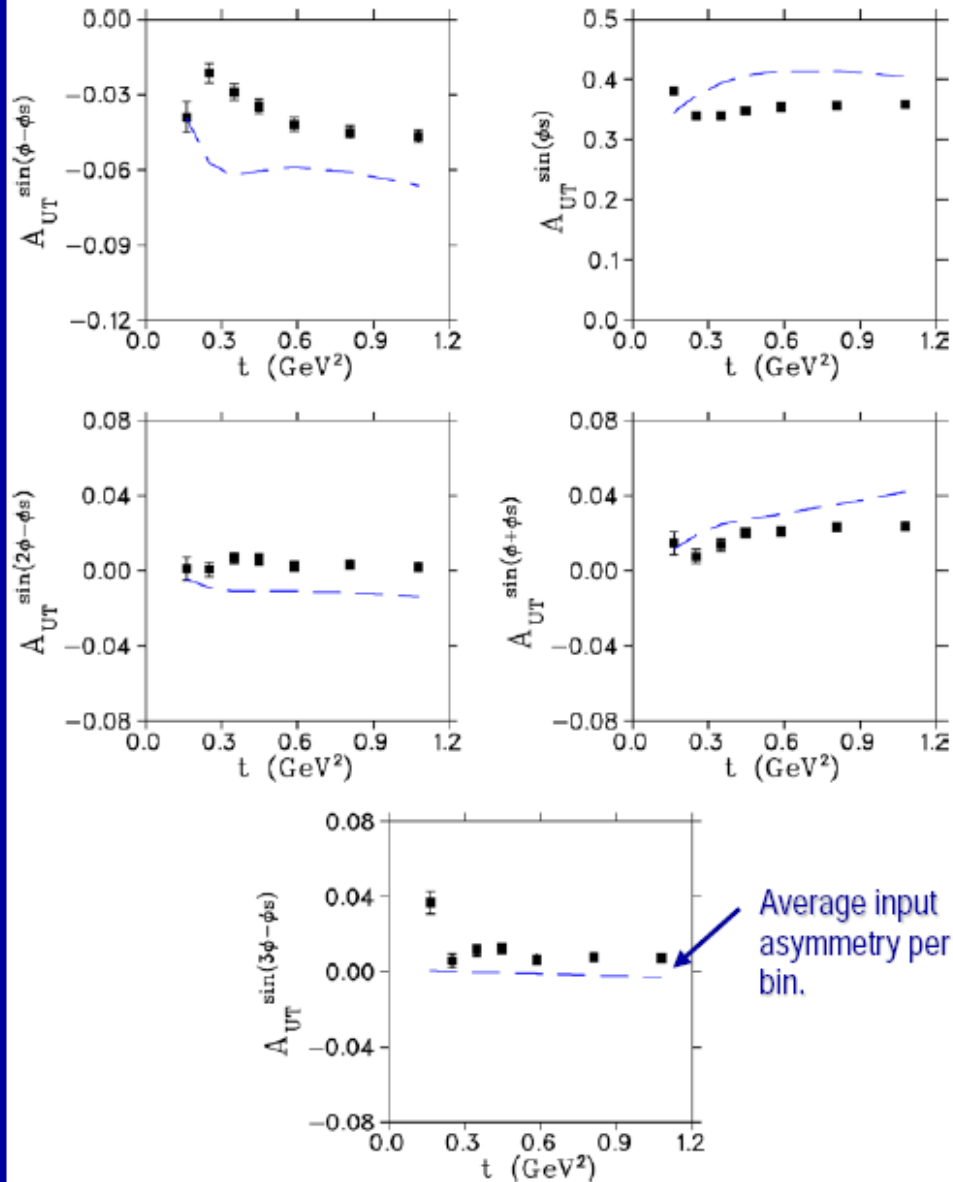 0.00
−0.03
−0.06
−0.09
−0.12
A_UT^sin(ϕ−ϕs)
0.0 0.3 0.6 0.9 1.2
t (GeV²)
0.5
0.4
0.3
0.2
0.1
0.0
A_UT^sin(ϕs)
0.0 0.3 0.6 0.9 1.2
t (GeV²)
0.08
0.04
0.00
−0.04
−0.08
A_UT^sin(2ϕ−ϕs)
0.0 0.3 0.6 0.9 1.2
t (GeV²)
0.08
0.04
0.00
−0.04
−0.08
A_UT^sin(ϕ+ϕs)
0.0 0.3 0.6 0.9 1.2
t (GeV²)
0.08
0.04
0.00
−0.04
−0.08
A_UT^sin(3ϕ−ϕs)
0.0 0.3 0.6 0.9 1.2
t (GeV²)
Average input
asymmetry per
bin.